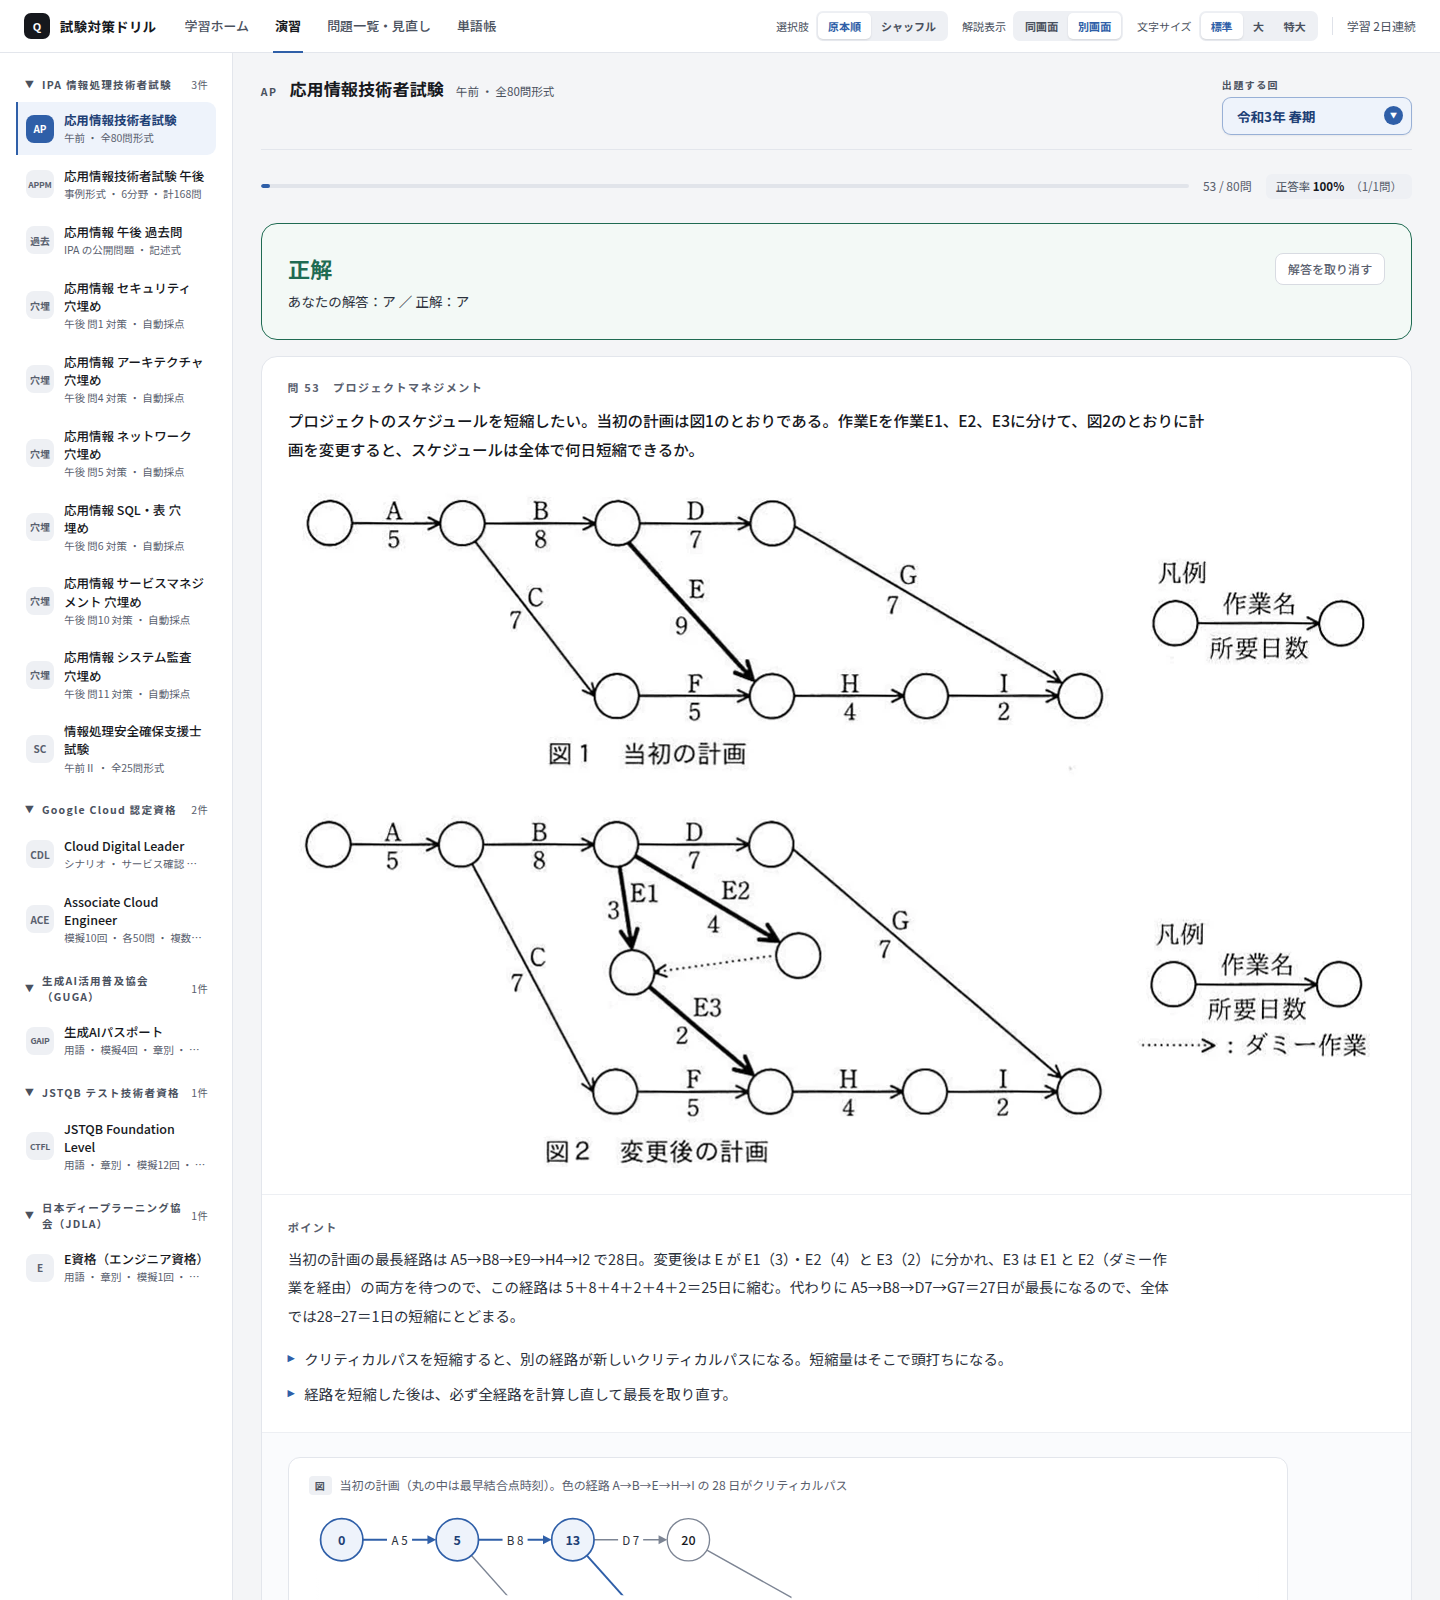 Q 試験対策ドリル 学習ホーム 演習 問題一覧・見直し 単語帳 選択肢 原本順 シャッフル 解説表示 同画面 別画面 文字サイズ 標準 大 特大 学習 2日連続
▼ IPA 情報処理技術者試験 3件
AP 応用情報技術者試験
午前 ・ 全80問形式
APPM 応用情報技術者試験 午後
事例形式 ・ 6分野 ・ 計168問
過去 応用情報 午後 過去問
IPA の公開問題 ・ 記述式
穴埋 応用情報 セキュリティ
穴埋め
午後 問1 対策 ・ 自動採点
穴埋 応用情報 アーキテクチャ
穴埋め
午後 問4 対策 ・ 自動採点
穴埋 応用情報 ネットワーク
穴埋め
午後 問5 対策 ・ 自動採点
穴埋 応用情報 SQL・表 穴
埋め
午後 問6 対策 ・ 自動採点
穴埋 応用情報 サービスマネジ
メント 穴埋め
午後 問10 対策 ・ 自動採点
穴埋 応用情報 システム監査
穴埋め
午後 問11 対策 ・ 自動採点
SC 情報処理安全確保支援士
試験
午前 II ・ 全25問形式
▼ Google Cloud 認定資格 2件
CDL Cloud Digital Leader
シナリオ ・ サービス確認 …
ACE Associate Cloud
Engineer
模擬10回 ・ 各50問 ・ 複数…
▼ 生成AI活用普及協会
（GUGA） 1件
GAIP 生成AIパスポート
用語 ・ 模擬4回 ・ 章別 ・ …
▼ JSTQB テスト技術者資格 1件
CTFL JSTQB Foundation
Level
用語 ・ 章別 ・ 模擬12回 ・ …
▼ 日本ディープラーニング協
会（JDLA） 1件
E E資格（エンジニア資格）
用語 ・ 章別 ・ 模擬1回 ・ …
AP 応用情報技術者試験 午前 ・ 全80問形式
出題する回
令和3年 春期 ▼
53 / 80問 正答率 100% （1/1問）
正解
解答を取り消す
あなたの解答：ア ／ 正解：ア
問 53 プロジェクトマネジメント
プロジェクトのスケジュールを短縮したい。当初の計画は図1のとおりである。作業Eを作業E1、E2、E3に分けて、図2のとおりに計
画を変更すると、スケジュールは全体で何日短縮できるか。
A B D
5 8 7
G
7
C
7
E
9
凡例
作業名
所要日数
F H I
5 4 2
図1 当初の計画
A B D
5 8 7
E1 E2
3 4
G
7
C
7
凡例
作業名
所要日数
E3
2
：ダミー作業
F H I
5 4 2
図2 変更後の計画
ポイント
当初の計画の最長経路は A5→B8→E9→H4→I2 で28日。変更後は E が E1（3）・E2（4）と E3（2）に分かれ、E3 は E1 と E2（ダミー作
業を経由）の両方を待つので、この経路は 5＋8＋4＋2＋4＋2＝25日に縮む。代わりに A5→B8→D7→G7＝27日が最長になるので、全体
では28−27＝1日の短縮にとどまる。
▶ クリティカルパスを短縮すると、別の経路が新しいクリティカルパスになる。短縮量はそこで頭打ちになる。
▶ 経路を短縮した後は、必ず全経路を計算し直して最長を取り直す。
図 当初の計画（丸の中は最早結合点時刻）。色の経路 A→B→E→H→I の 28 日がクリティカルパス
0 A 5 5 B 8 13 D 7 20